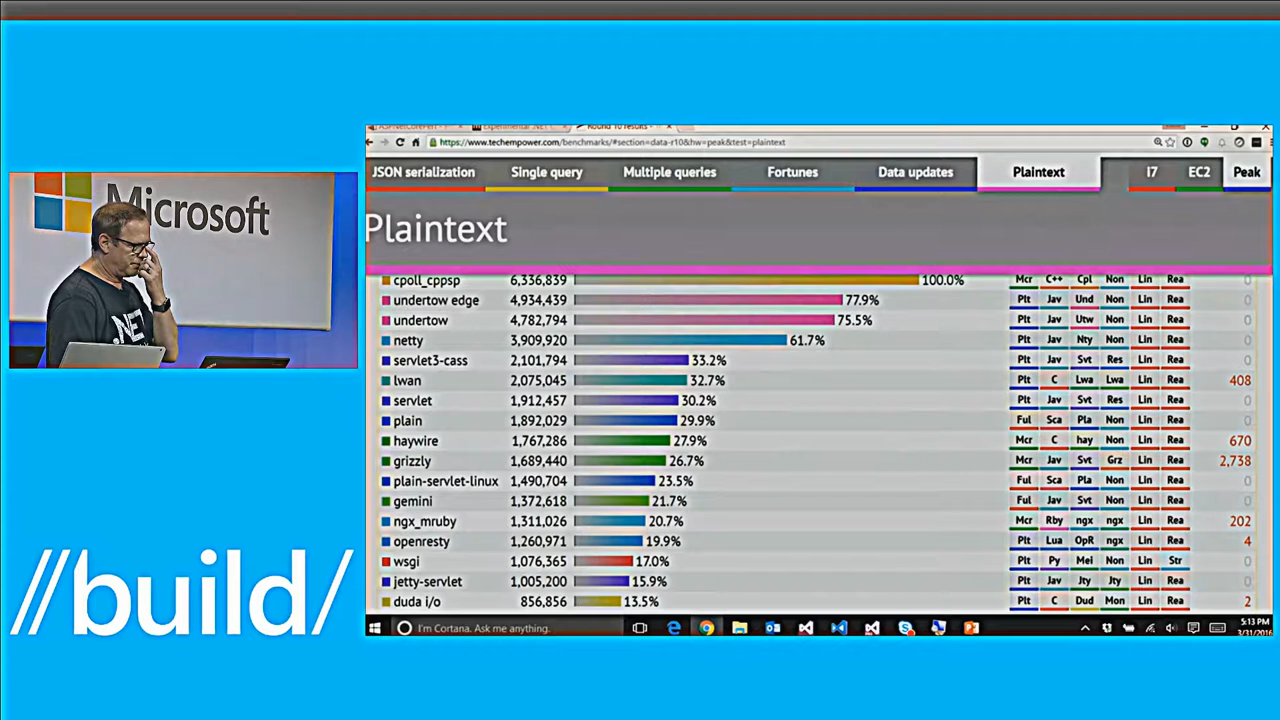 Microsoft
.NET
//build/
Round 10 results
https://www.techempower.com/benchmarks/#section=data-r10&hw=peak&test=plaintext
JSON serialization Single query Multiple queries Fortunes Data updates Plaintext I7 EC2 Peak
Plaintext
cpoll_cppsp 6,336,839 100.0% Mcr C++ Cpl Non Lin Rea 0
undertow edge 4,934,439 77.9% Plt Jav Und Non Lin Rea 0
undertow 4,782,794 75.5% Plt Jav Utw Non Lin Rea 0
netty 3,909,920 61.7% Plt Jav Nty Non Lin Rea 0
servlet3-cass 2,101,794 33.2% Plt Jav Svt Res Lin Rea 0
lwan 2,075,045 32.7% Plt C Lwa Lwa Lin Rea 408
servlet 1,912,457 30.2% Plt Jav Svt Res Lin Rea 0
plain 1,892,029 29.9% Ful Sca Pla Non Lin Rea 0
haywire 1,767,286 27.9% Mcr C hay Non Lin Rea 670
grizzly 1,689,440 26.7% Mcr Jav Svt Grz Lin Rea 2,738
plain-servlet-linux 1,490,704 23.5% Ful Sca Pla Non Lin Rea 0
gemini 1,372,618 21.7% Ful Jav Svt Non Lin Rea 0
ngx_mruby 1,311,026 20.7% Mcr Rby ngx ngx Lin Rea 202
openresty 1,260,971 19.9% Plt Lua OpR ngx Lin Rea 4
wsgi 1,076,365 17.0% Plt Py Mei Non Lin Str 0
jetty-servlet 1,005,200 15.9% Plt Jav Jty Jty Lin Rea 0
duda i/o 856,856 13.5% Plt C Dud Mon Lin Rea 2
I'm Cortana. Ask me anything.
5:13 PM
3/31/2016